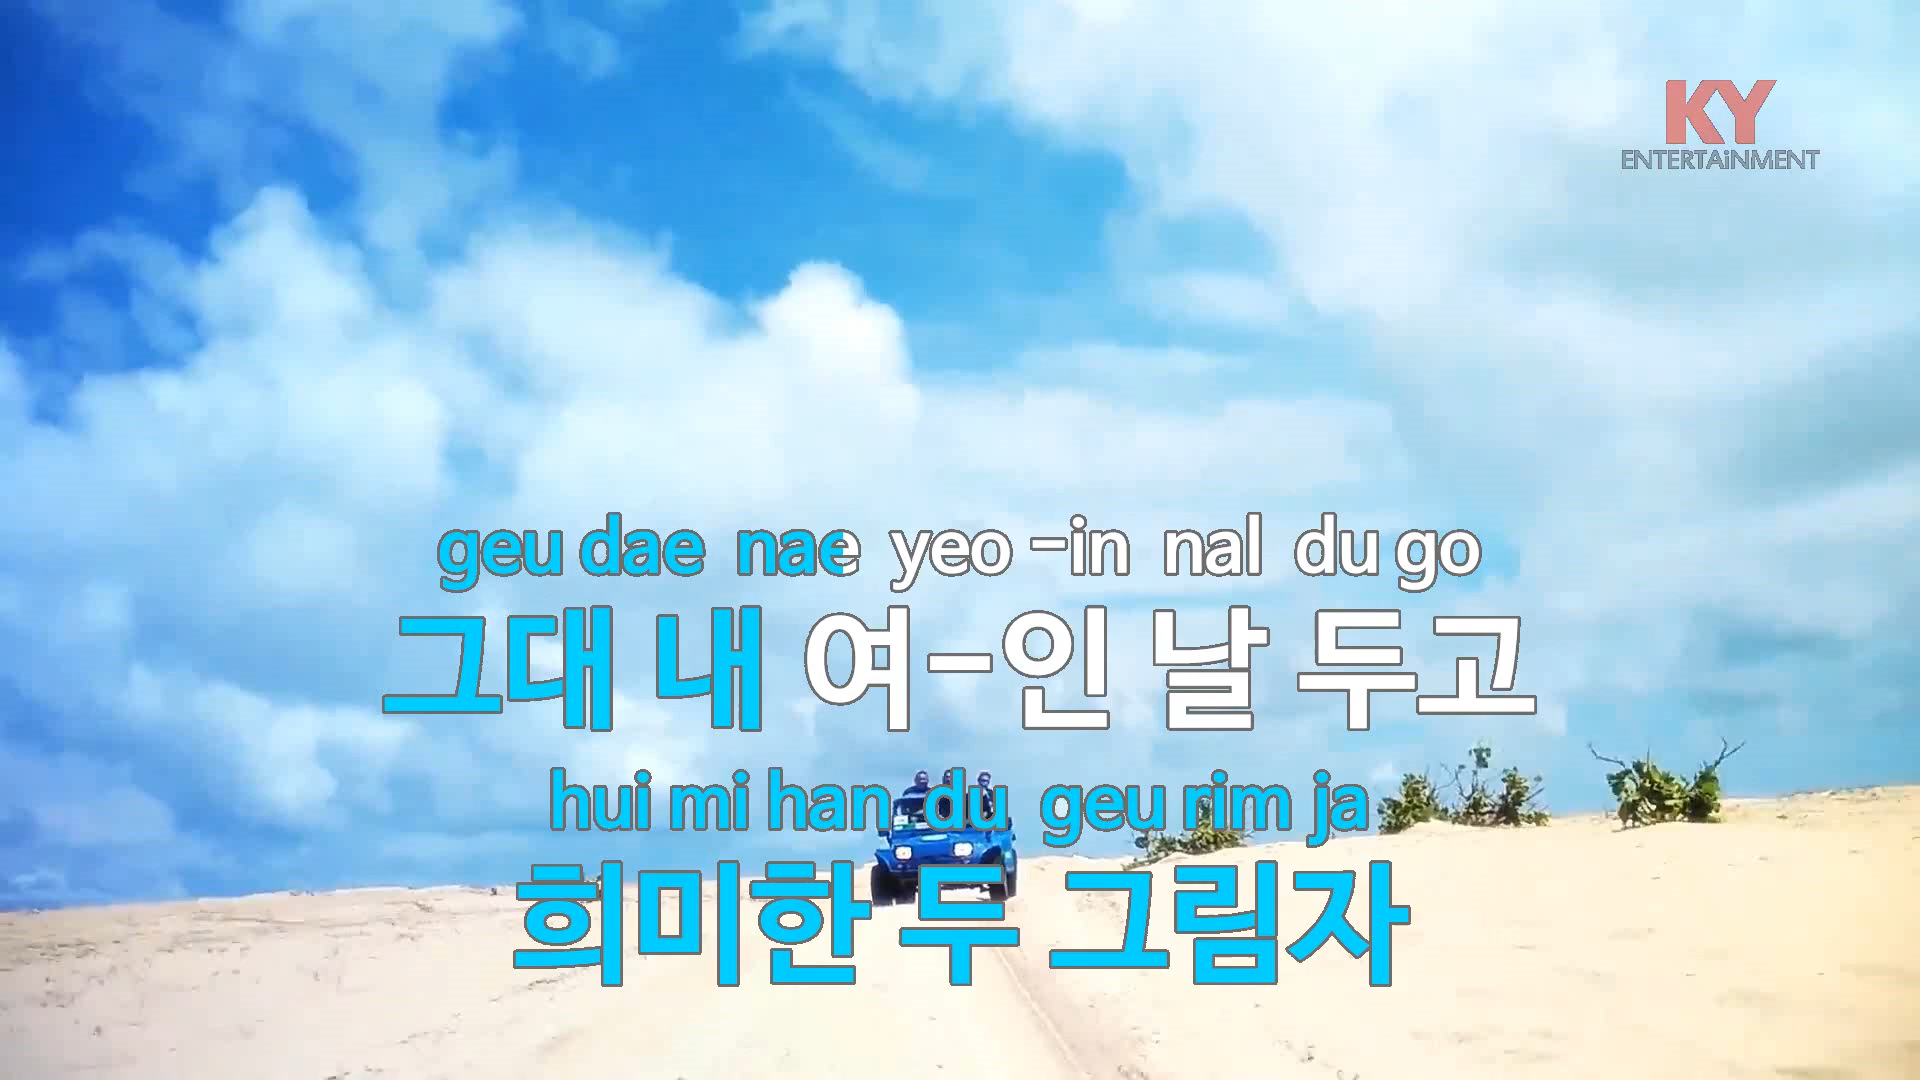 KY
ENTERTAiNMENT
geu dae nae yeo -in nal du go
그대 내 여-인 날 두고
hui mi han du geu rim ja
희미한 두 그림자